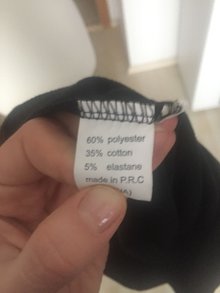 60% polyester
35% cotton
5% elastane
made in P.R.C